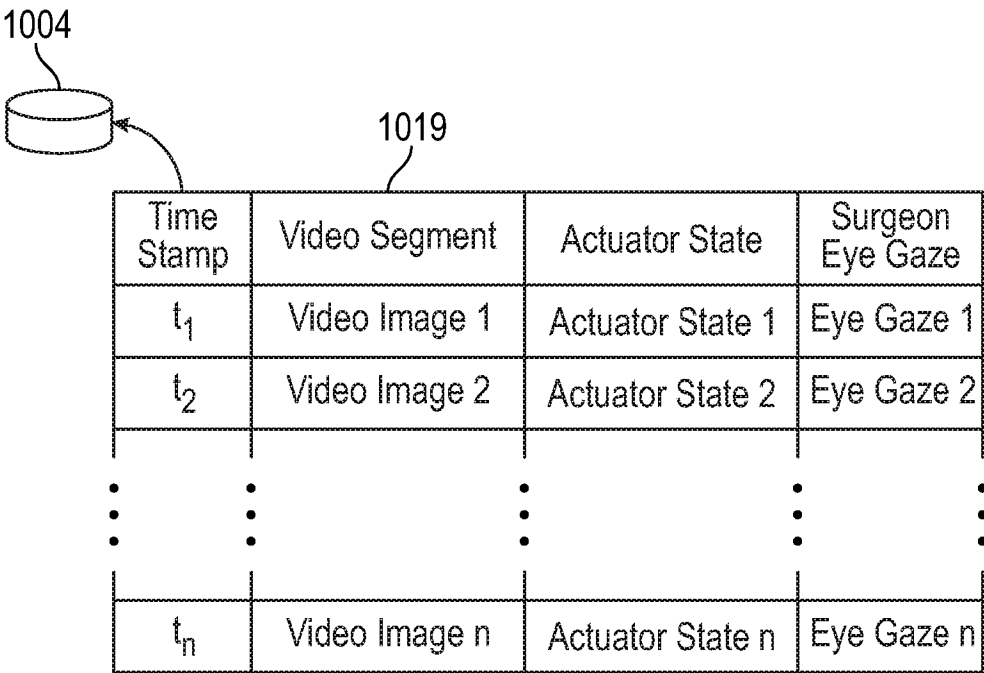 1004
1019
Time Stamp
Video Segment
Actuator State
Surgeon Eye Gaze
t1
Video Image 1
Actuator State 1
Eye Gaze 1
t2
Video Image 2
Actuator State 2
Eye Gaze 2
tn
Video Image n
Actuator State n
Eye Gaze n